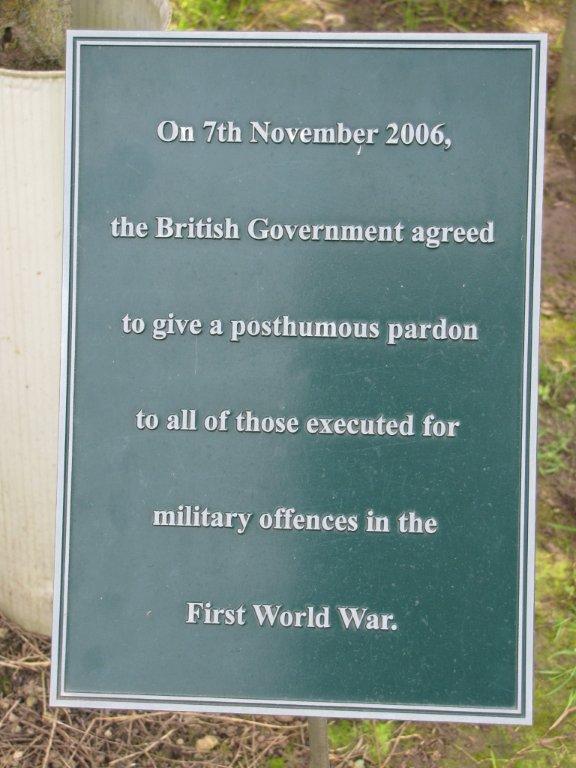 On 7th November 2006,
the British Government agreed
to give a posthumous pardon
to all of those executed for
military offences in the
First World War.